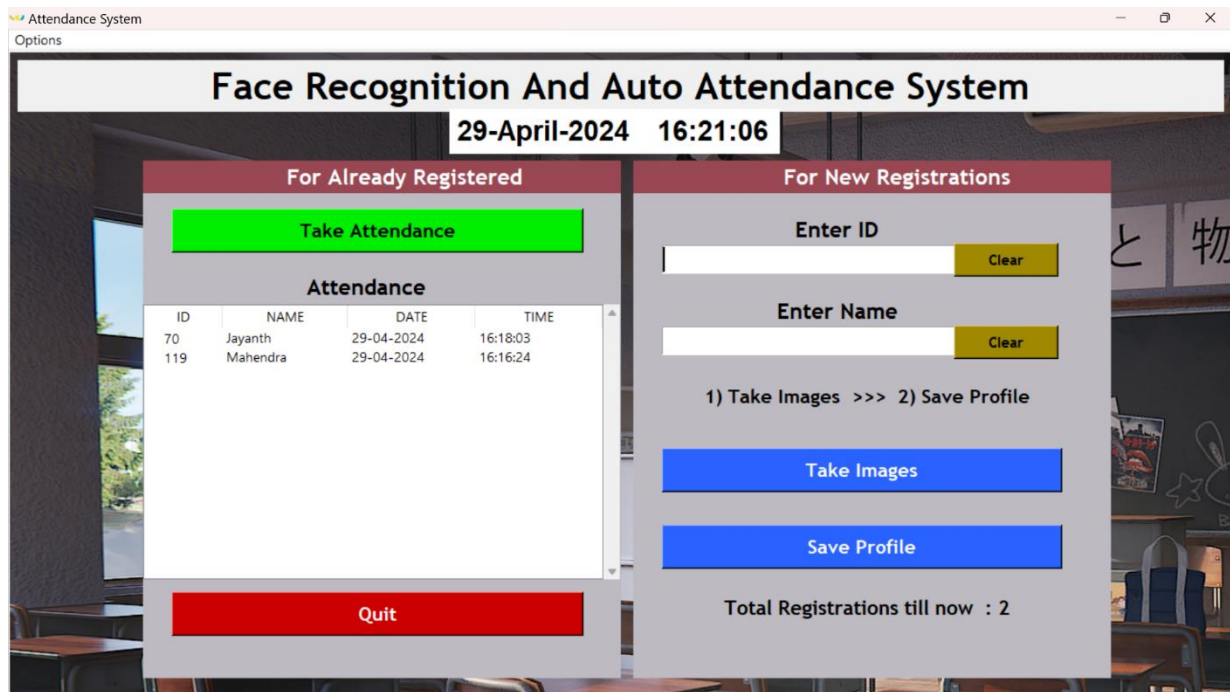 Attendance System
Options
Face Recognition And Auto Attendance System
29-April-2024 16:21:06
For Already Registered
Take Attendance
Attendance
ID NAME DATE TIME
70 Jayanth 29-04-2024 16:18:03
119 Mahendra 29-04-2024 16:16:24
Quit
For New Registrations
Enter ID
Clear
Enter Name
Clear
1) Take Images >>> 2) Save Profile
Take Images
Save Profile
Total Registrations till now : 2
と 物